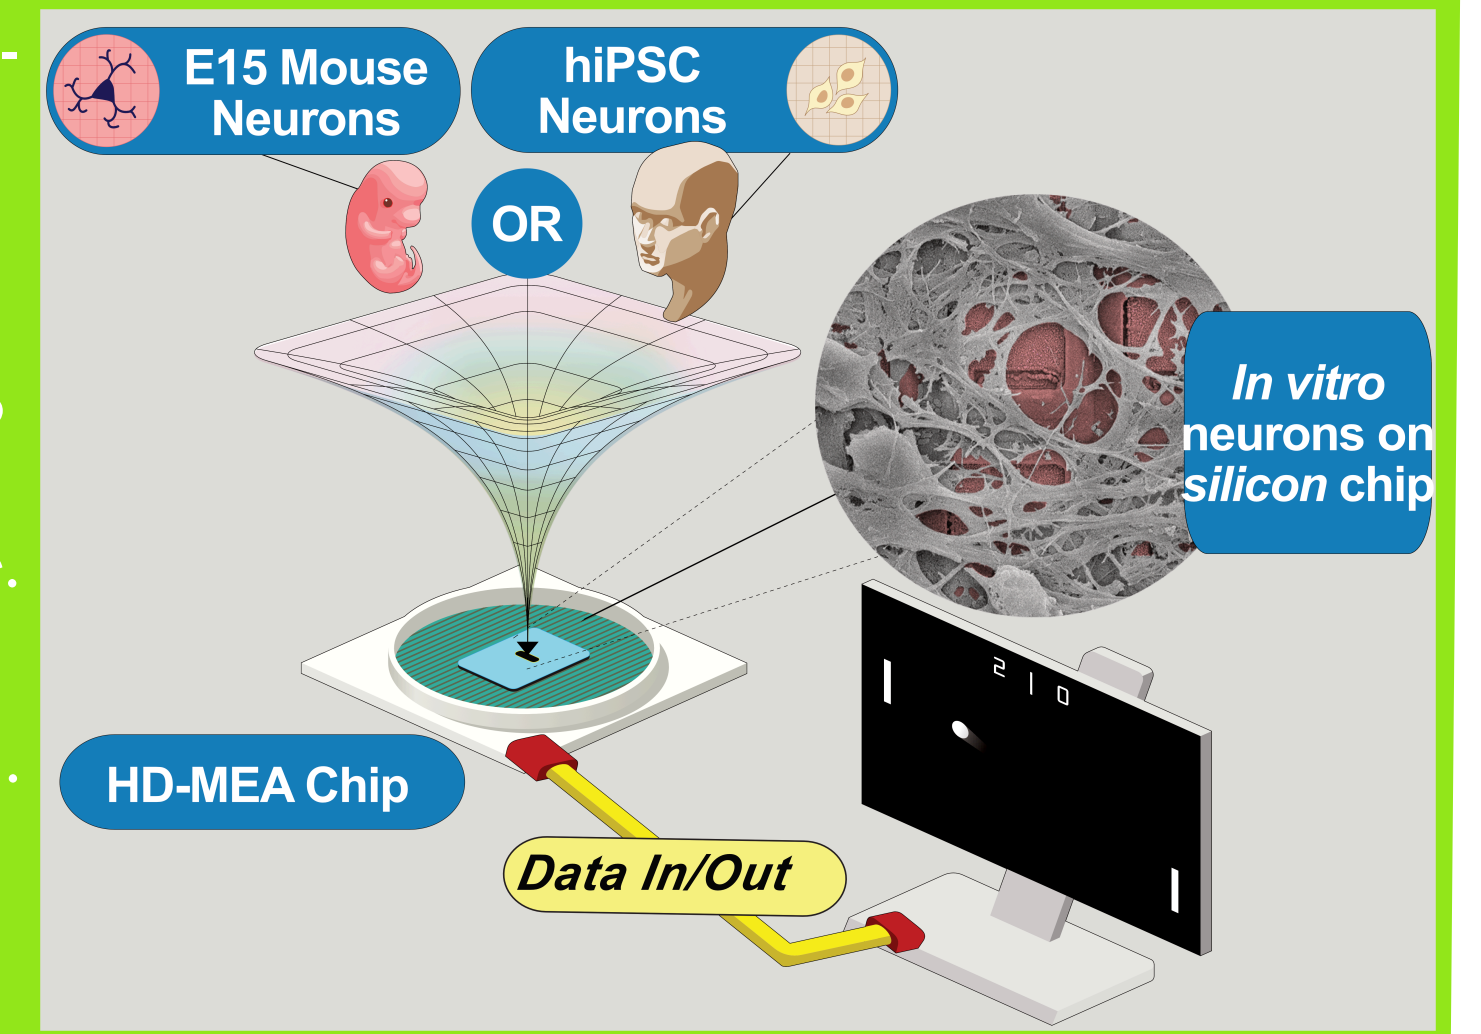 E15 Mouse
Neurons
hiPSC
Neurons
OR
In vitro
neurons on
silicon chip
2 | 0
HD-MEA Chip
Data In/Out